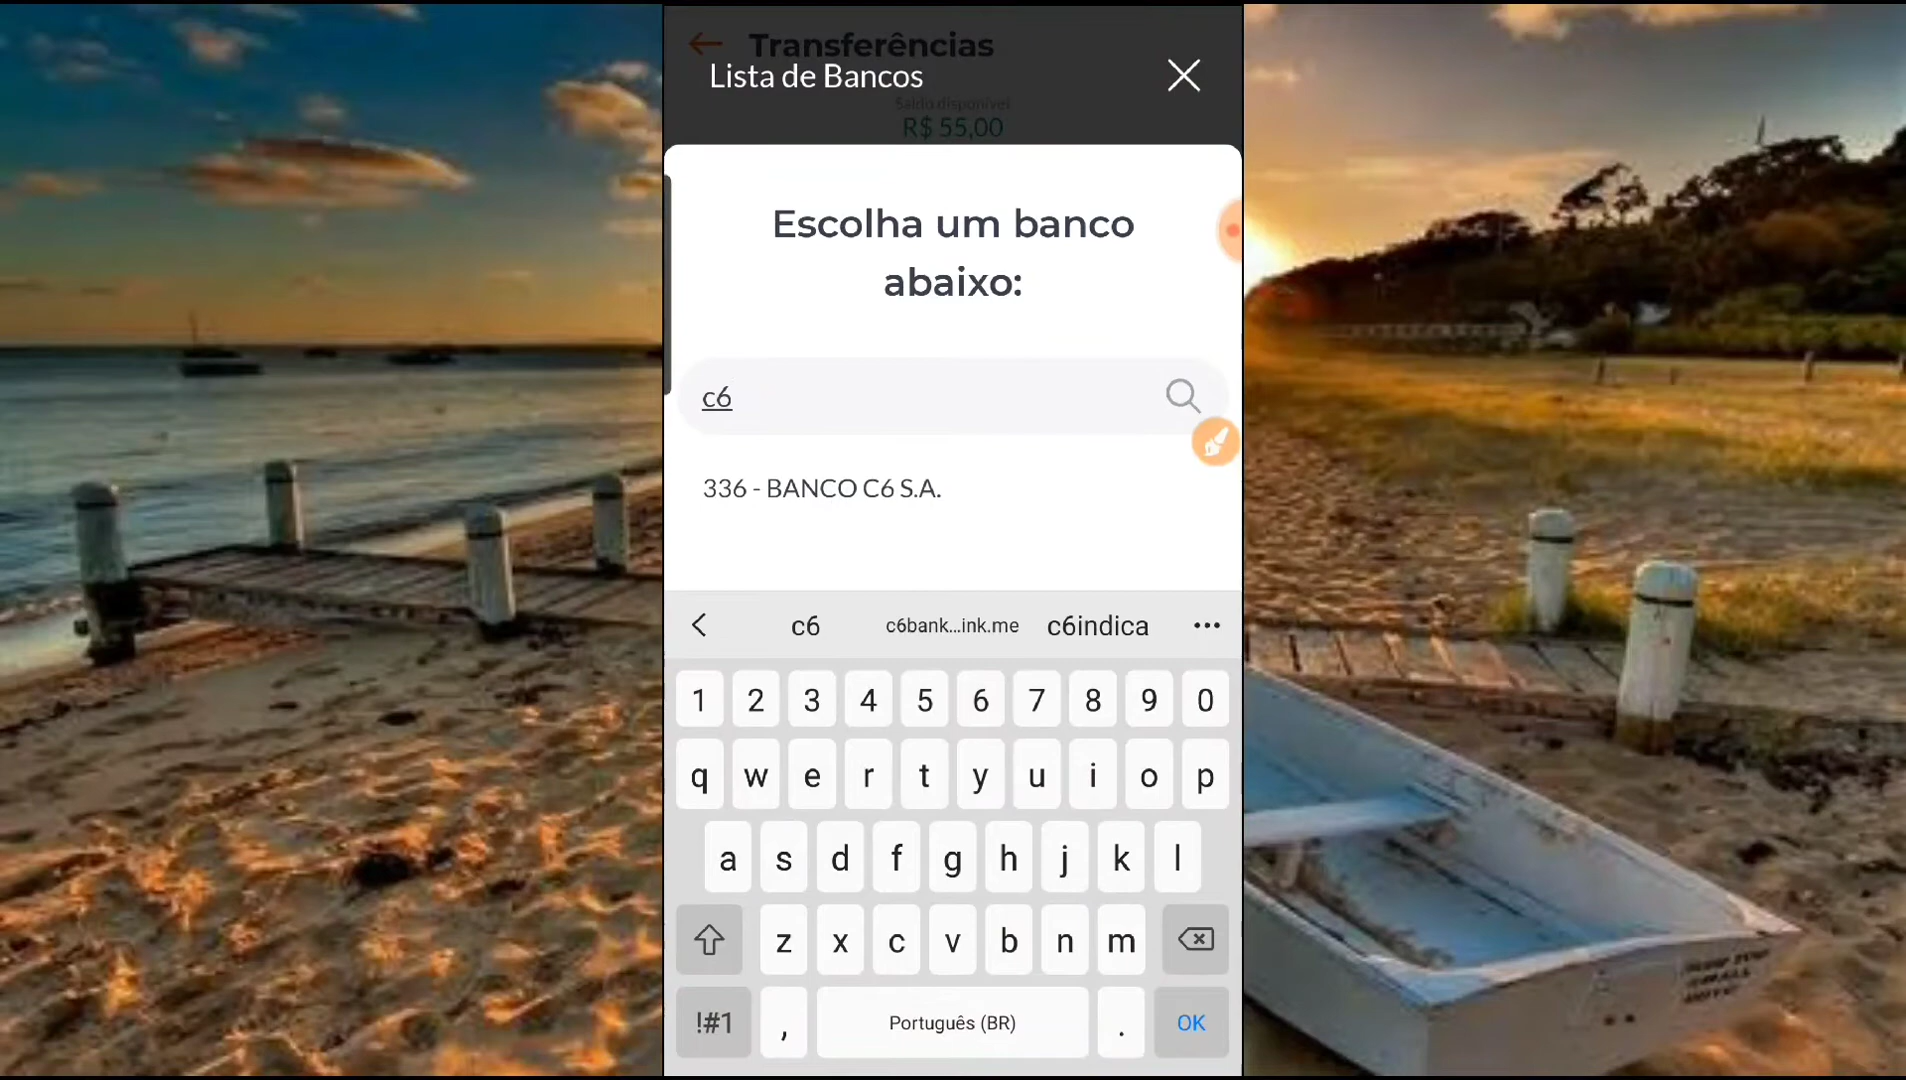 Transferências
Lista de Bancos
Saldo disponível
R$ 55,00
Escolha um banco
abaixo:
c6
336 - BANCO C6 S.A.
c6 c6bank...ink.me c6indica
1 2 3 4 5 6 7 8 9 0
q w e r t y u i o p
a s d f g h j k l
z x c v b n m
!#1 , Português (BR) . OK